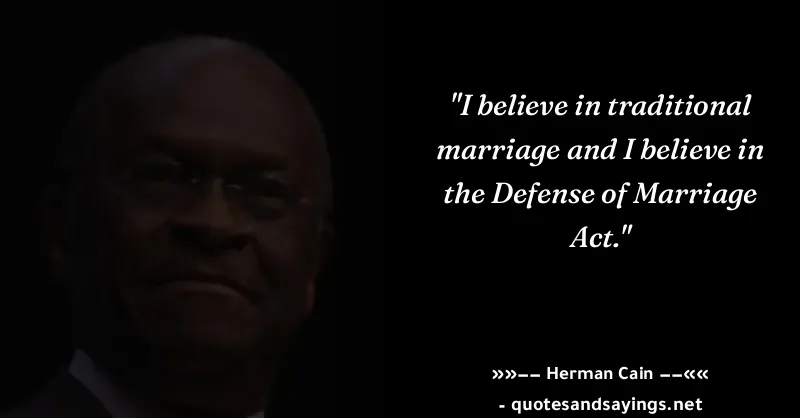 "I believe in traditional
marriage and I believe in
the Defense of Marriage
Act."
»»−− Herman Cain −−««
- quotesandsayings.net